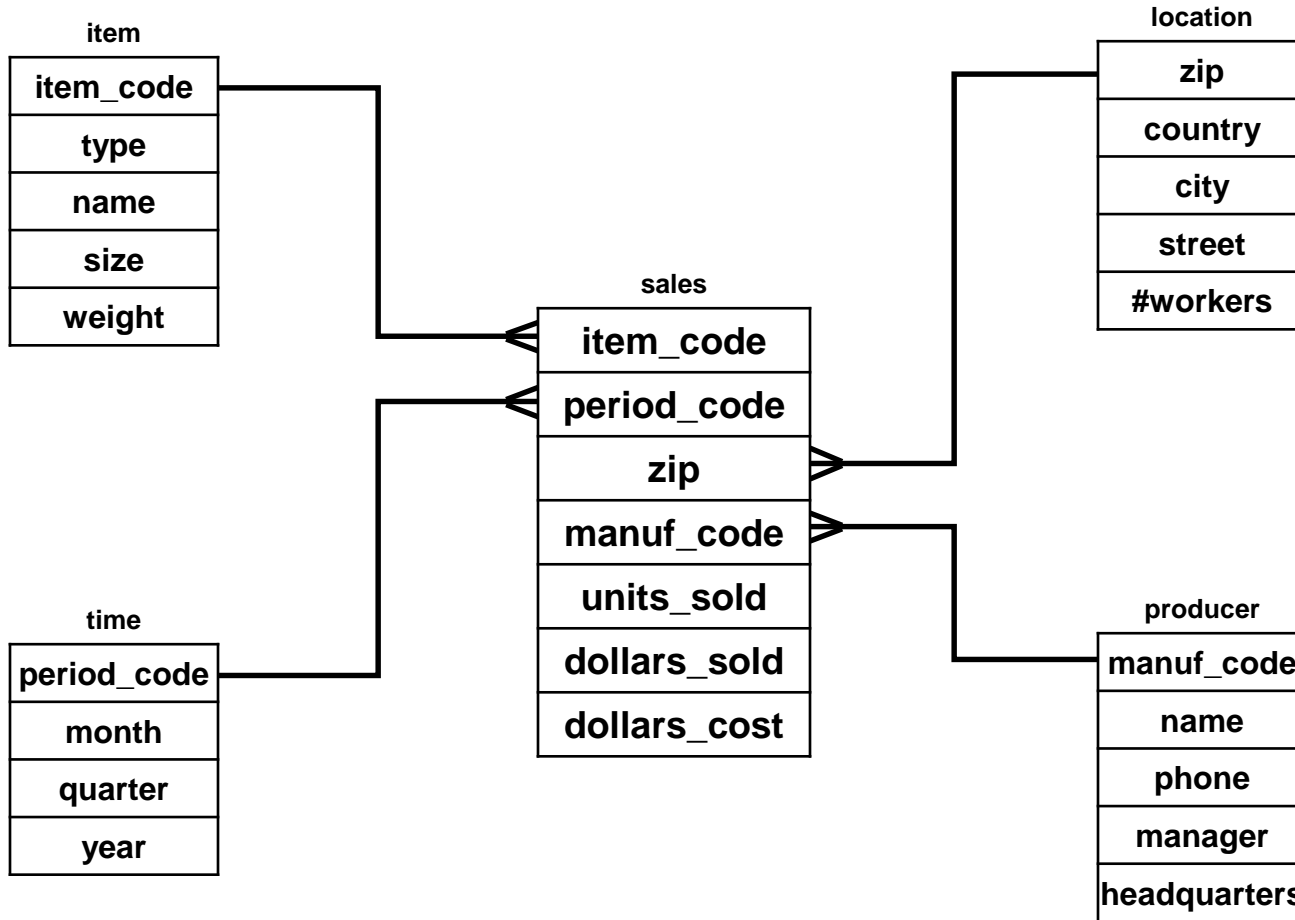 item
item_code
type
name
size
weight
location
zip
country
city
street
#workers
sales
item_code
period_code
zip
manuf_code
units_sold
dollars_sold
dollars_cost
time
period_code
month
quarter
year
producer
manuf_code
name
phone
manager
headquarters